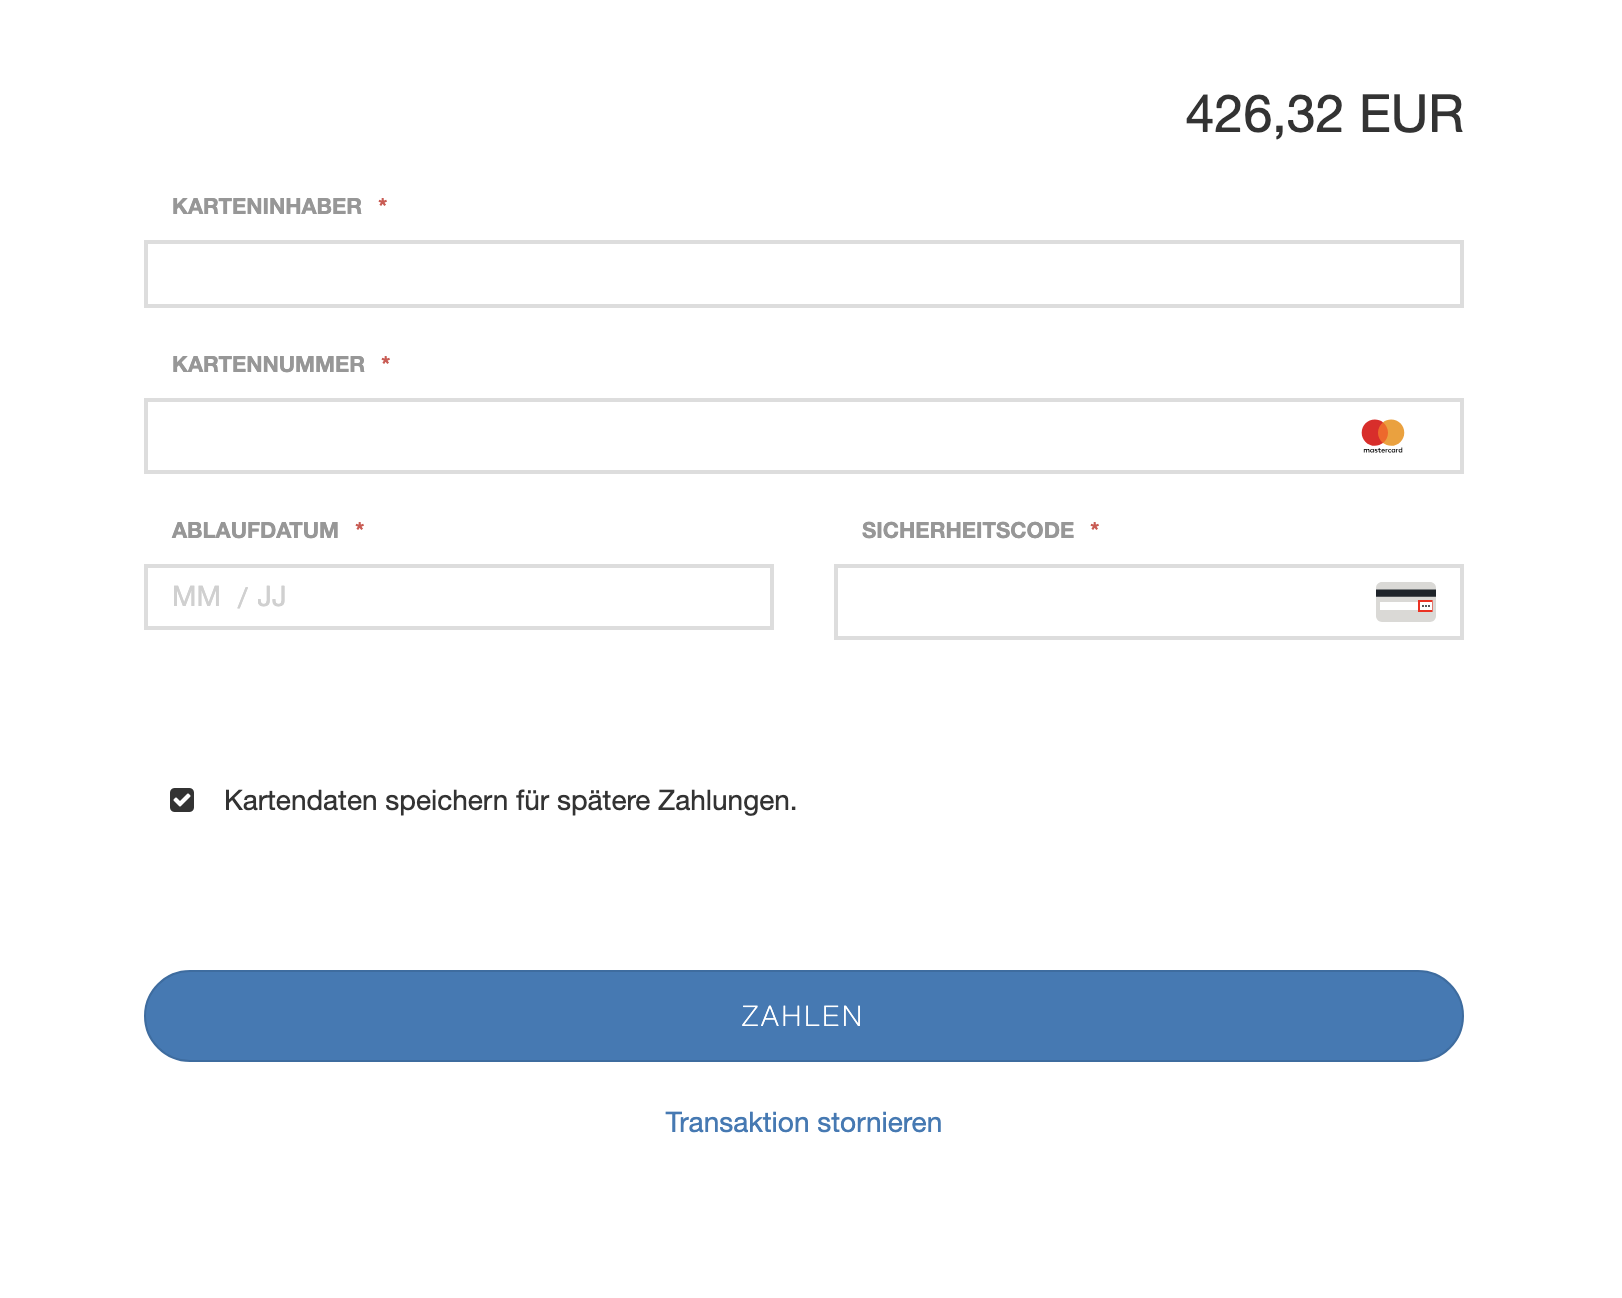 426,32 EUR
KARTENINHABER *
KARTENNUMMER *
mastercard
ABLAUFDATUM * SICHERHEITSCODE *
MM / JJ
Kartendaten speichern für spätere Zahlungen.
ZAHLEN
Transaktion stornieren